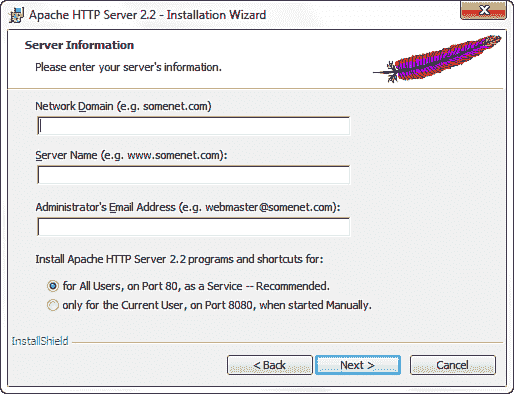 Apache HTTP Server 2.2 - Installation Wizard
Server Information
Please enter your server's information.
Network Domain (e.g. somenet.com)
Server Name (e.g. www.somenet.com):
Administrator's Email Address (e.g. webmaster@somenet.com):
Install Apache HTTP Server 2.2 programs and shortcuts for:
for All Users, on Port 80, as a Service -- Recommended.
only for the Current User, on Port 8080, when started Manually.
InstallShield
< Back Next > Cancel